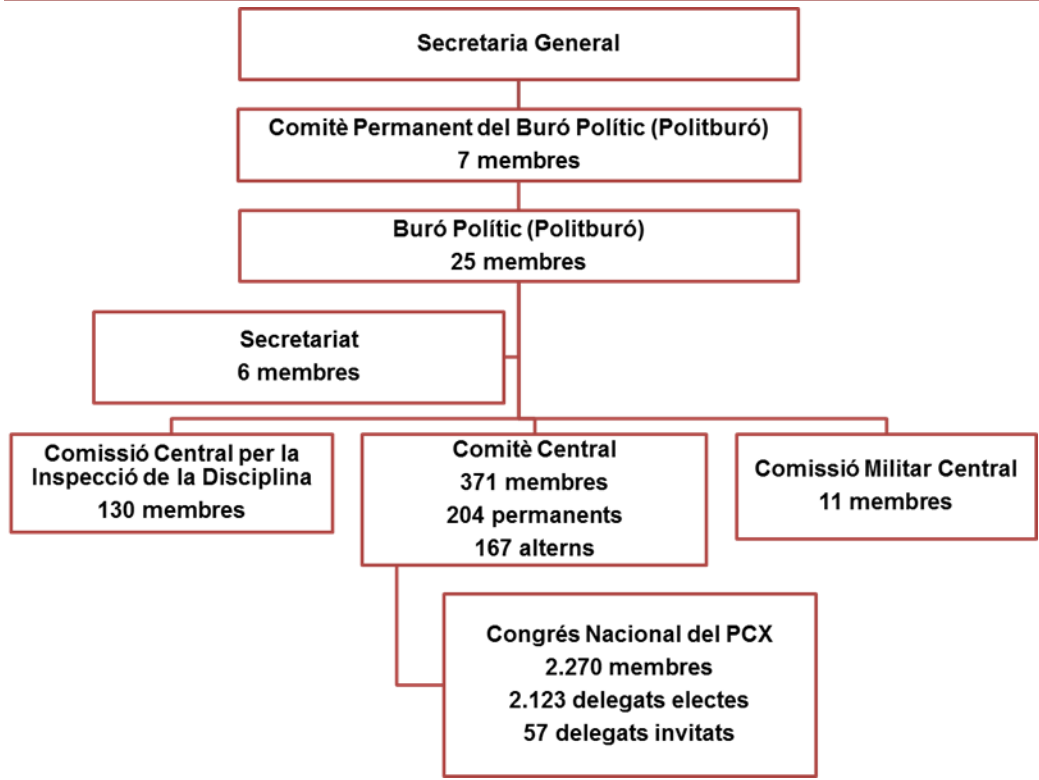 Secretaria General
Comitè Permanent del Buró Polític (Politburó)
7 membres
Buró Polític (Politburó)
25 membres
Secretariat
6 membres
Comissió Central per la
Inspecció de la Disciplina
130 membres
Comitè Central
371 membres
204 permanents
167 alterns
Comissió Militar Central
11 membres
Congrés Nacional del PCX
2.270 membres
2.123 delegats electes
57 delegats invitats